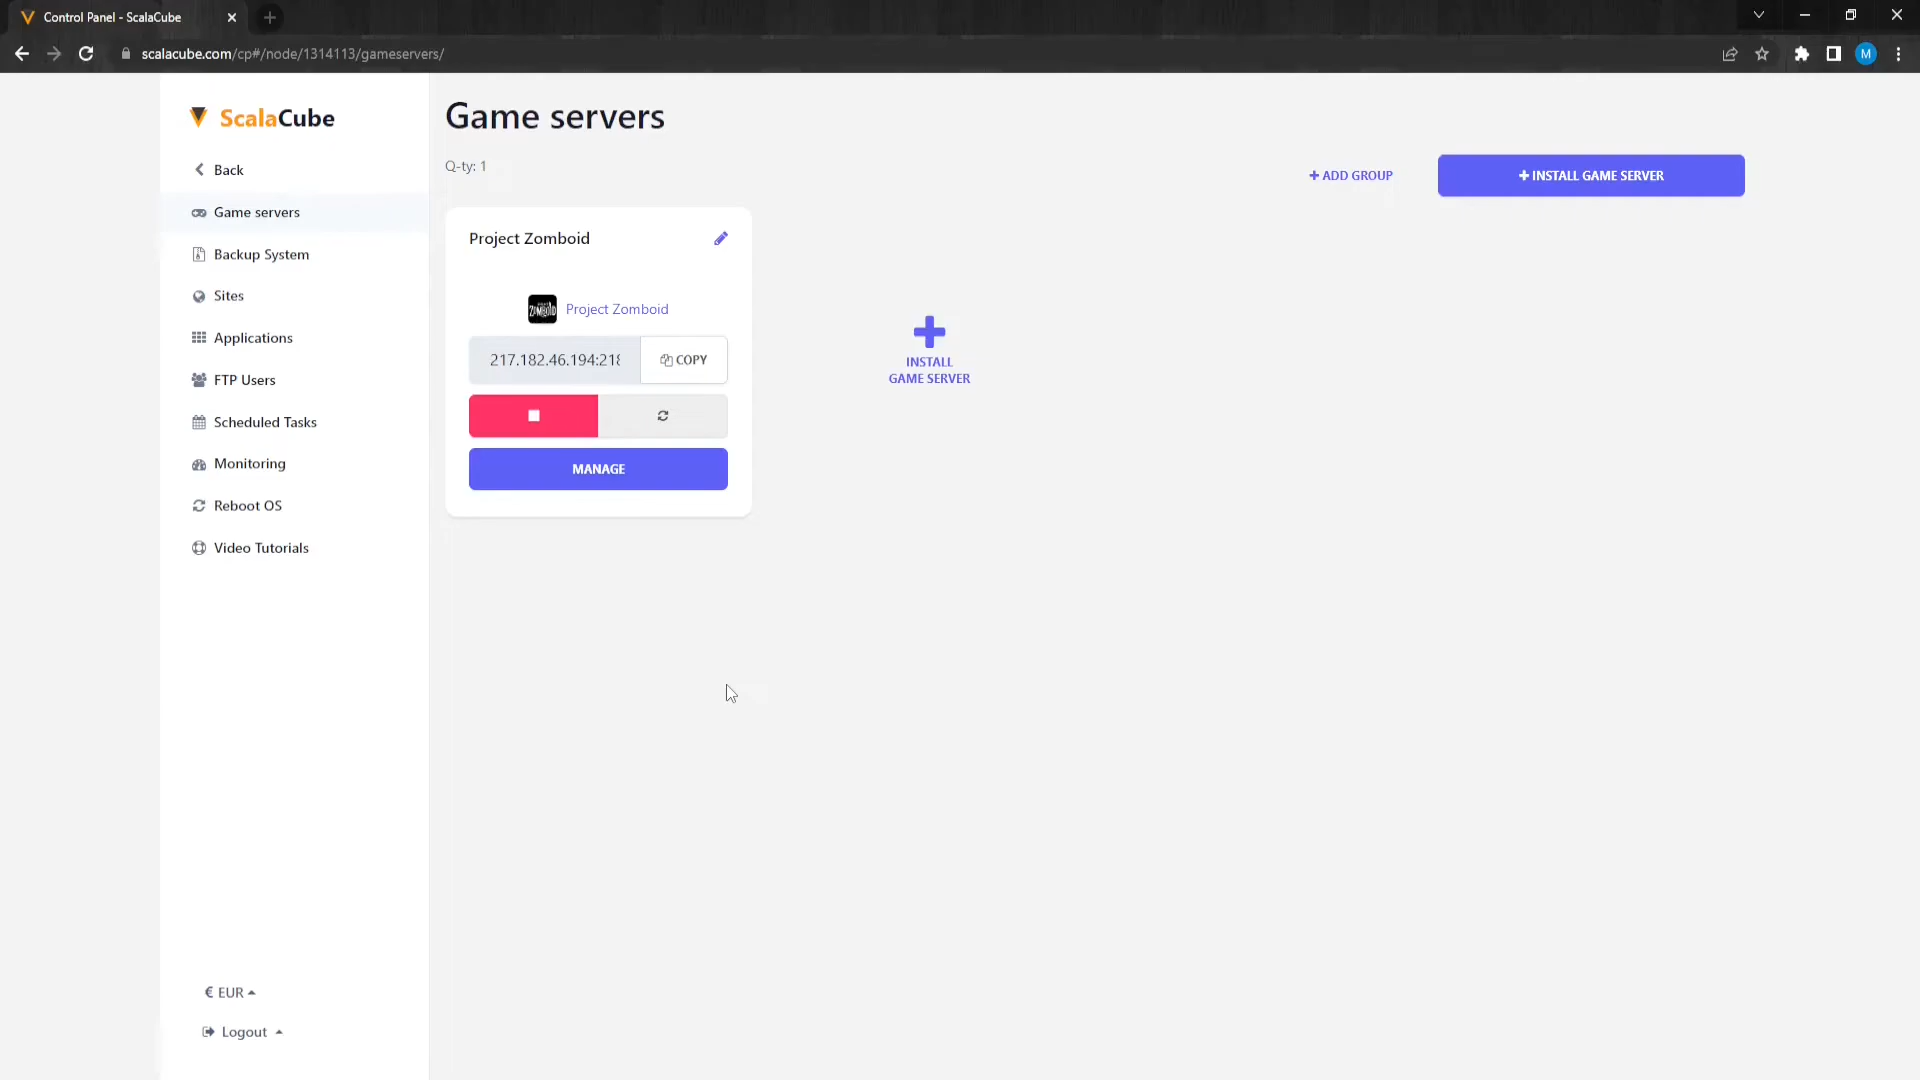 Control Panel - ScalaCube
scalacube.com/cp#/node/1314113/gameservers/
M
ScalaCube
Back
Game servers
Backup System
Sites
Applications
FTP Users
Scheduled Tasks
Monitoring
Reboot OS
Video Tutorials
€ EUR
Logout
Game servers
Q-ty: 1
+ ADD GROUP
+ INSTALL GAME SERVER
Project Zomboid
Project Zomboid
217.182.46.194:218
COPY
MANAGE
INSTALL
GAME SERVER